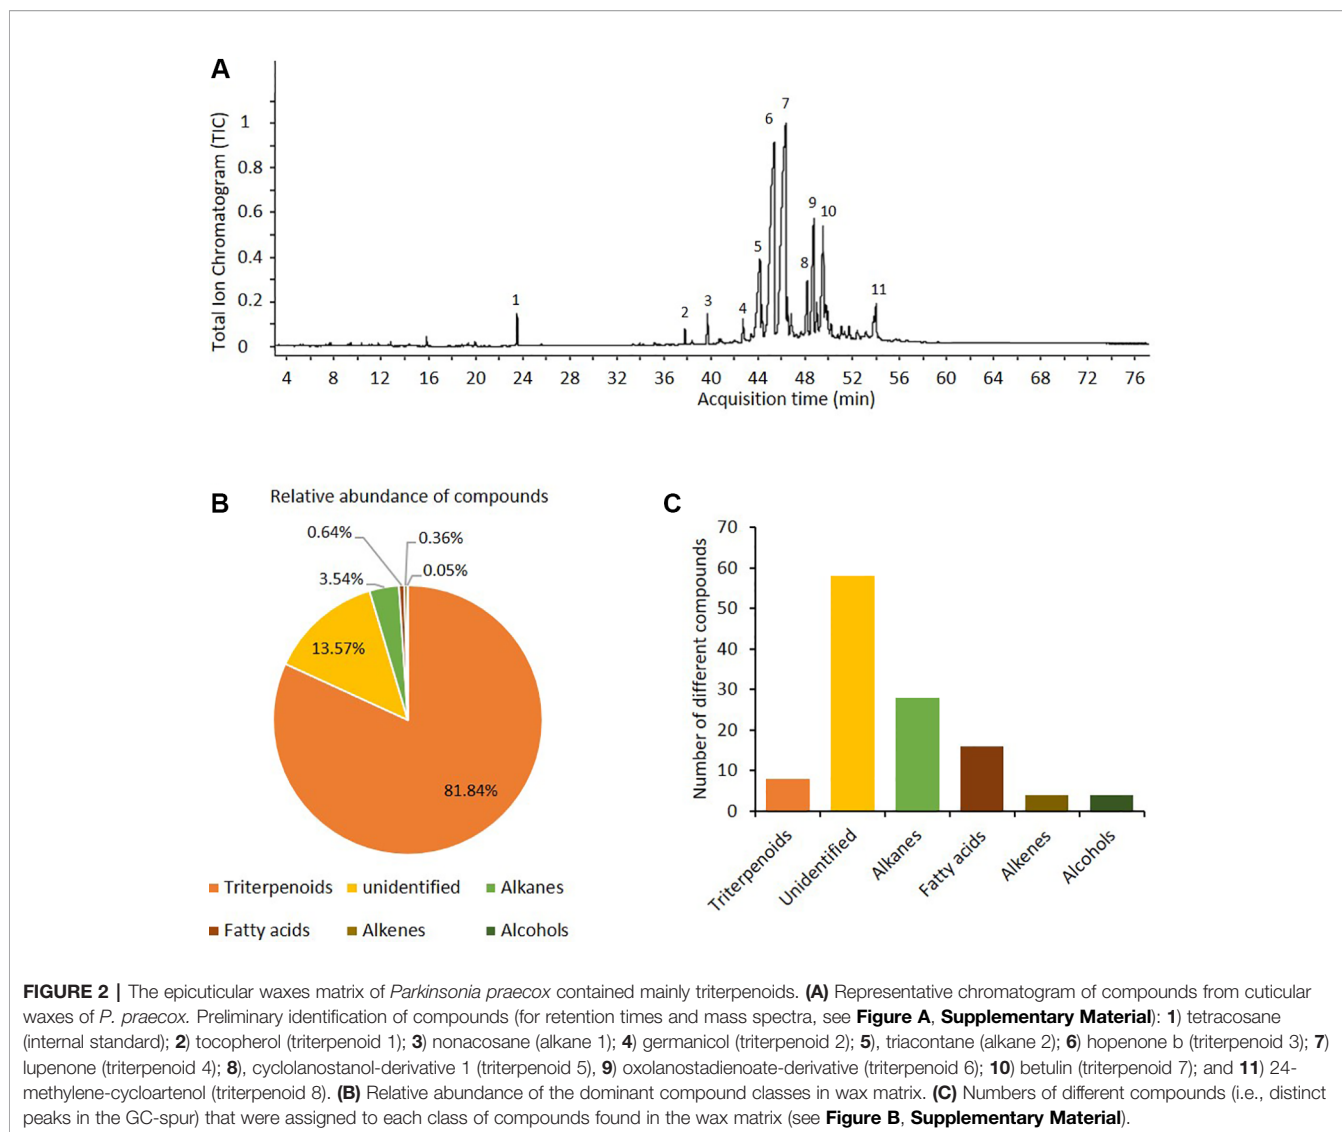 A
Total Ion Chromatogram (TIC)
1
0.8
0.6
0.4
0.2
0
1
2
3
4
5
6
7
8
9
10
11
4 8 12 16 20 24 28 32 36 40 44 48 52 56 60 64 68 72 76
Acquisition time (min)
B
Relative abundance of compounds
0.64%
0.36%
3.54%
0.05%
13.57%
81.84%
Triterpenoids unidentified Alkanes
Fatty acids Alkenes Alcohols
C
Number of different compounds
70
60
50
40
30
20
10
0
Triterpenoids
Unidentified
Alkanes
Fatty acids
Alkenes
Alcohols
FIGURE 2 | The epicuticular waxes matrix of Parkinsonia praecox contained mainly triterpenoids. (A) Representative chromatogram of compounds from cuticular
waxes of P. praecox. Preliminary identification of compounds (for retention times and mass spectra, see Figure A, Supplementary Material): 1) tetracosane
(internal standard); 2) tocopherol (triterpenoid 1); 3) nonacosane (alkane 1); 4) germanicol (triterpenoid 2); 5), triacontane (alkane 2); 6) hopenone b (triterpenoid 3); 7)
lupenone (triterpenoid 4); 8), cyclolanostanol-derivative 1 (triterpenoid 5), 9) oxolanostadienoate-derivative (triterpenoid 6); 10) betulin (triterpenoid 7); and 11) 24-
methylene-cycloartenol (triterpenoid 8). (B) Relative abundance of the dominant compound classes in wax matrix. (C) Numbers of different compounds (i.e., distinct
peaks in the GC-spur) that were assigned to each class of compounds found in the wax matrix (see Figure B, Supplementary Material).